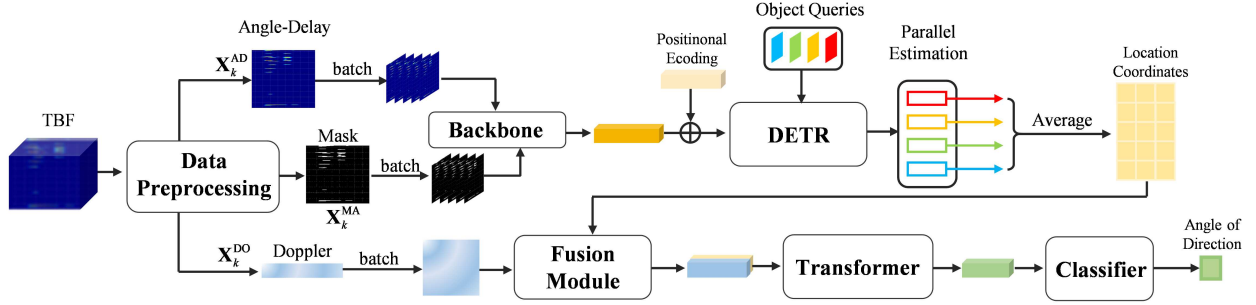 TBF
Data
Preprocessing
X_k^AD
Angle-Delay
batch
Mask
X_k^MA
batch
X_k^DO
Doppler
batch
Backbone
Positinonal
Ecoding
Object Queries
DETR
Parallel
Estimation
Average
Location
Coordinates
Fusion
Module
Transformer
Classifier
Angle of
Direction